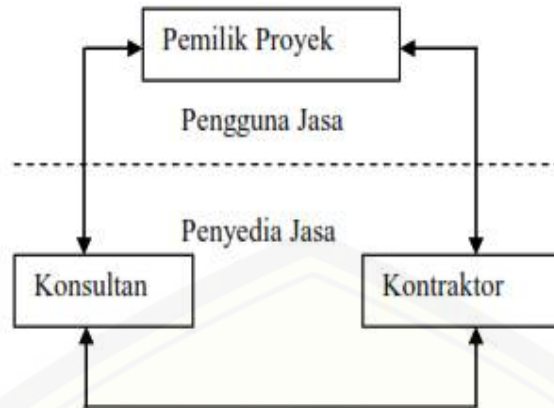 Pemilik Proyek
Pengguna Jasa
Penyedia Jasa
Konsultan
Kontraktor